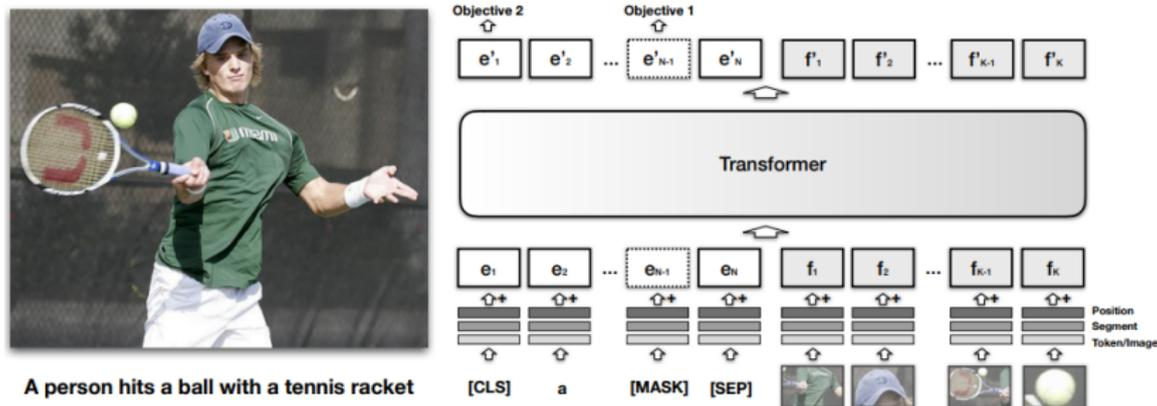 Objective 2
Objective 1
e'1 e'2 ... e'N-1 e'N f'1 f'2 ... f'K-1 f'K
Transformer
e1 e2 ... eN-1 eN f1 f2 ... fK-1 fK
+ + + + + + + +
Position
Segment
Token/Image
[CLS] a [MASK] [SEP]
MIAMI
A person hits a ball with a tennis racket